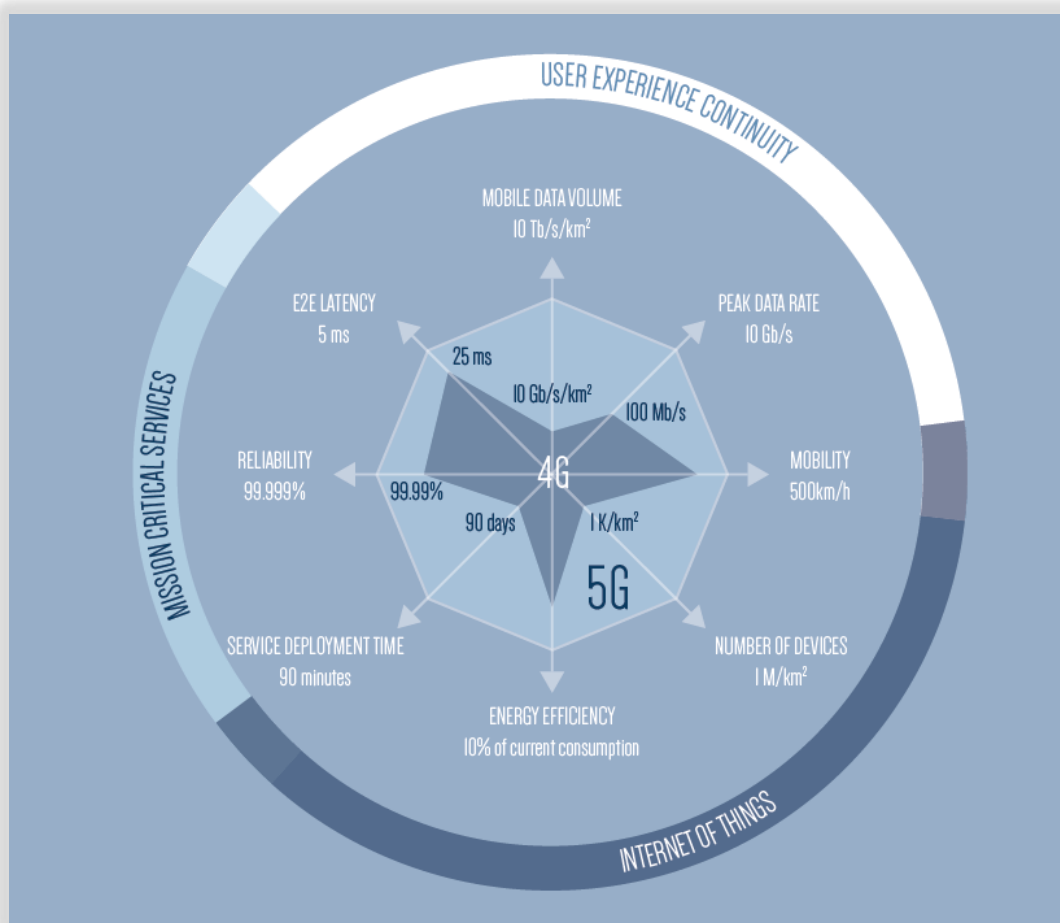 USER EXPERIENCE CONTINUITY
MOBILE DATA VOLUME
10 Tb/s/km²
E2E LATENCY
5 ms
PEAK DATA RATE
10 Gb/s
25 ms
10 Gb/s/km²
100 Mb/s
MISSION CRITICAL SERVICES
RELIABILITY
99.999%
4G
MOBILITY
500km/h
99.99%
90 days
1 K/km²
5G
SERVICE DEPLOYMENT TIME
90 minutes
NUMBER OF DEVICES
1 M/km²
ENERGY EFFICIENCY
10% of current consumption
INTERNET OF THINGS